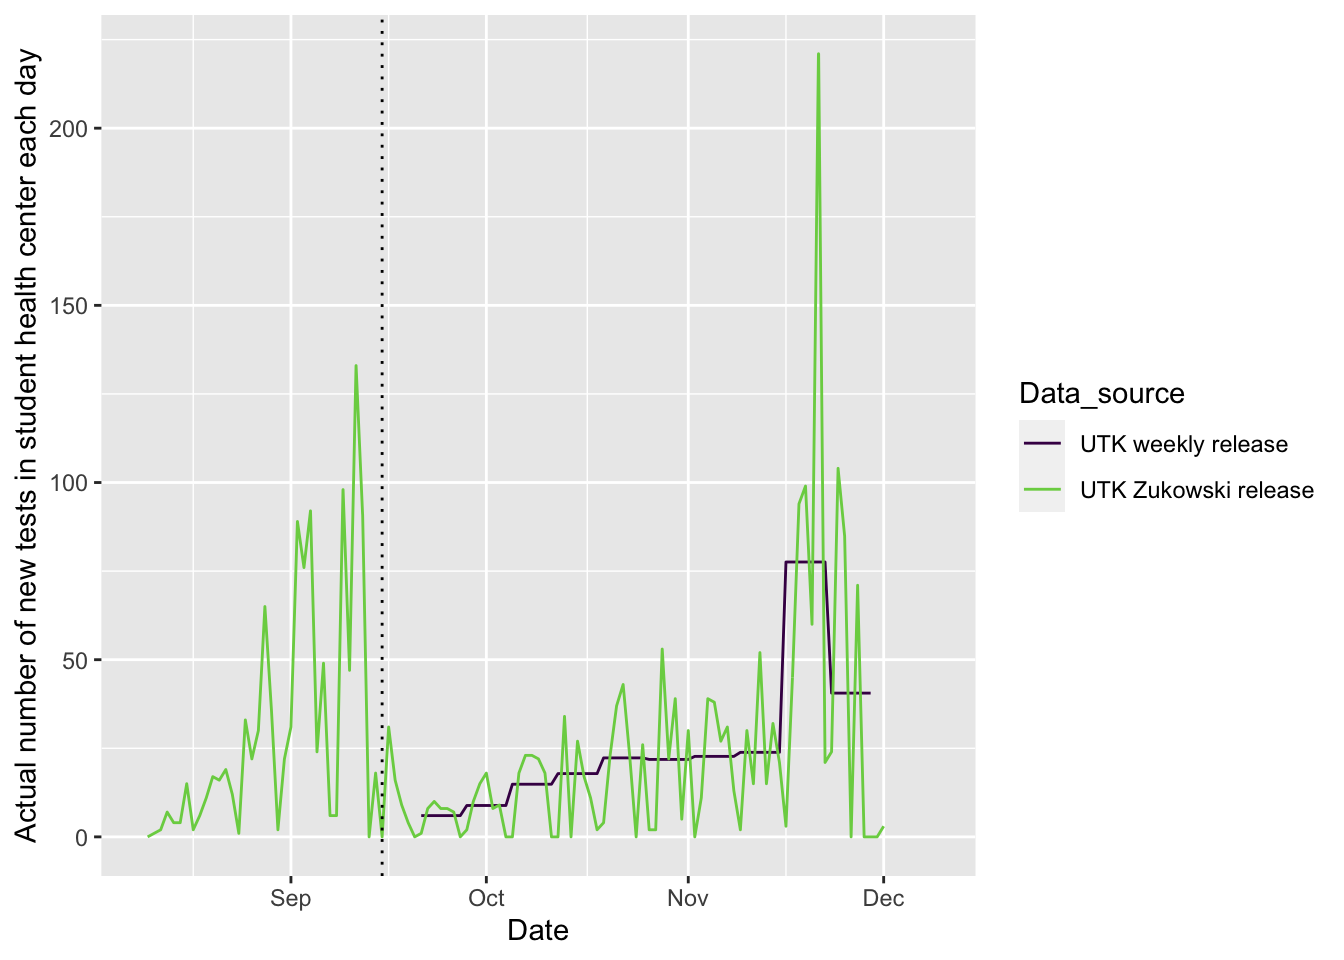 Actual number of new tests in student health center each day
200
150
100
50
0
Sep Oct Nov Dec
Date
Data_source
UTK weekly release
UTK Zukowski release